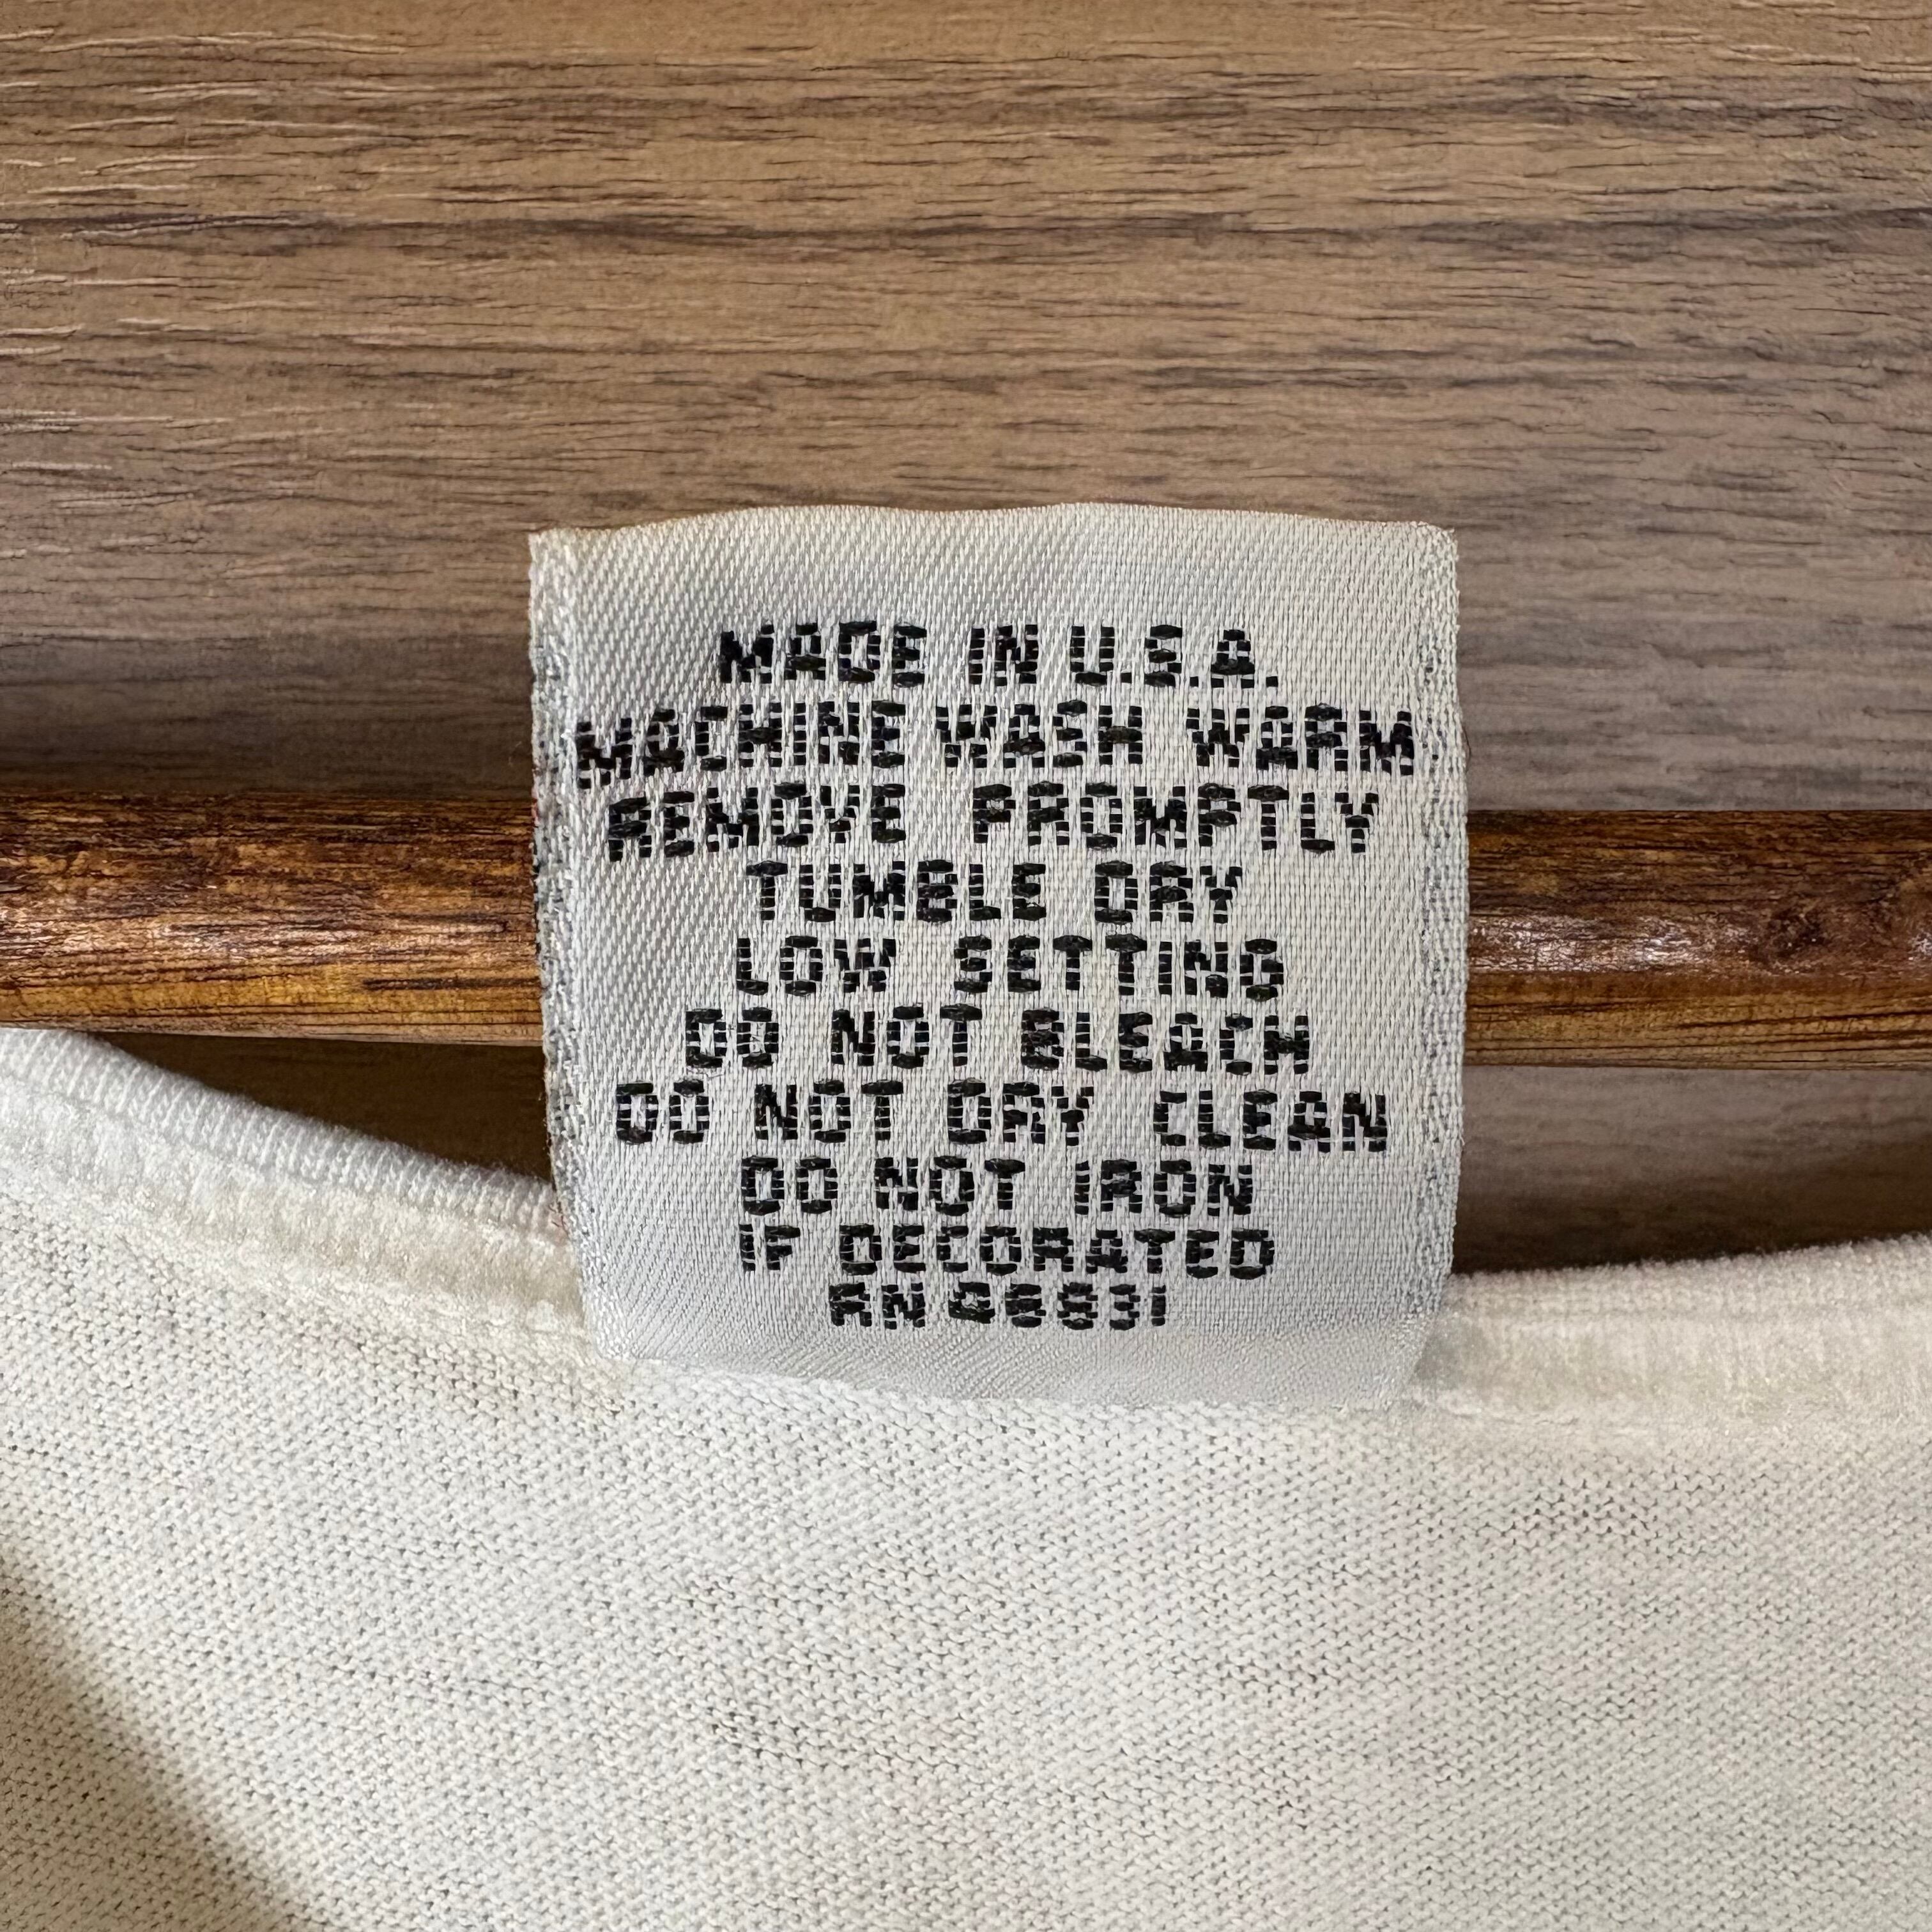 MADE IN U.S.A.
MACHINE WASH WARM
REMOVE PROMPTLY
TUMBLE DRY
LOW SETTING
DO NOT BLEACH
DO NOT DRY CLEAN
DO NOT IRON
IF DECORATED
RN